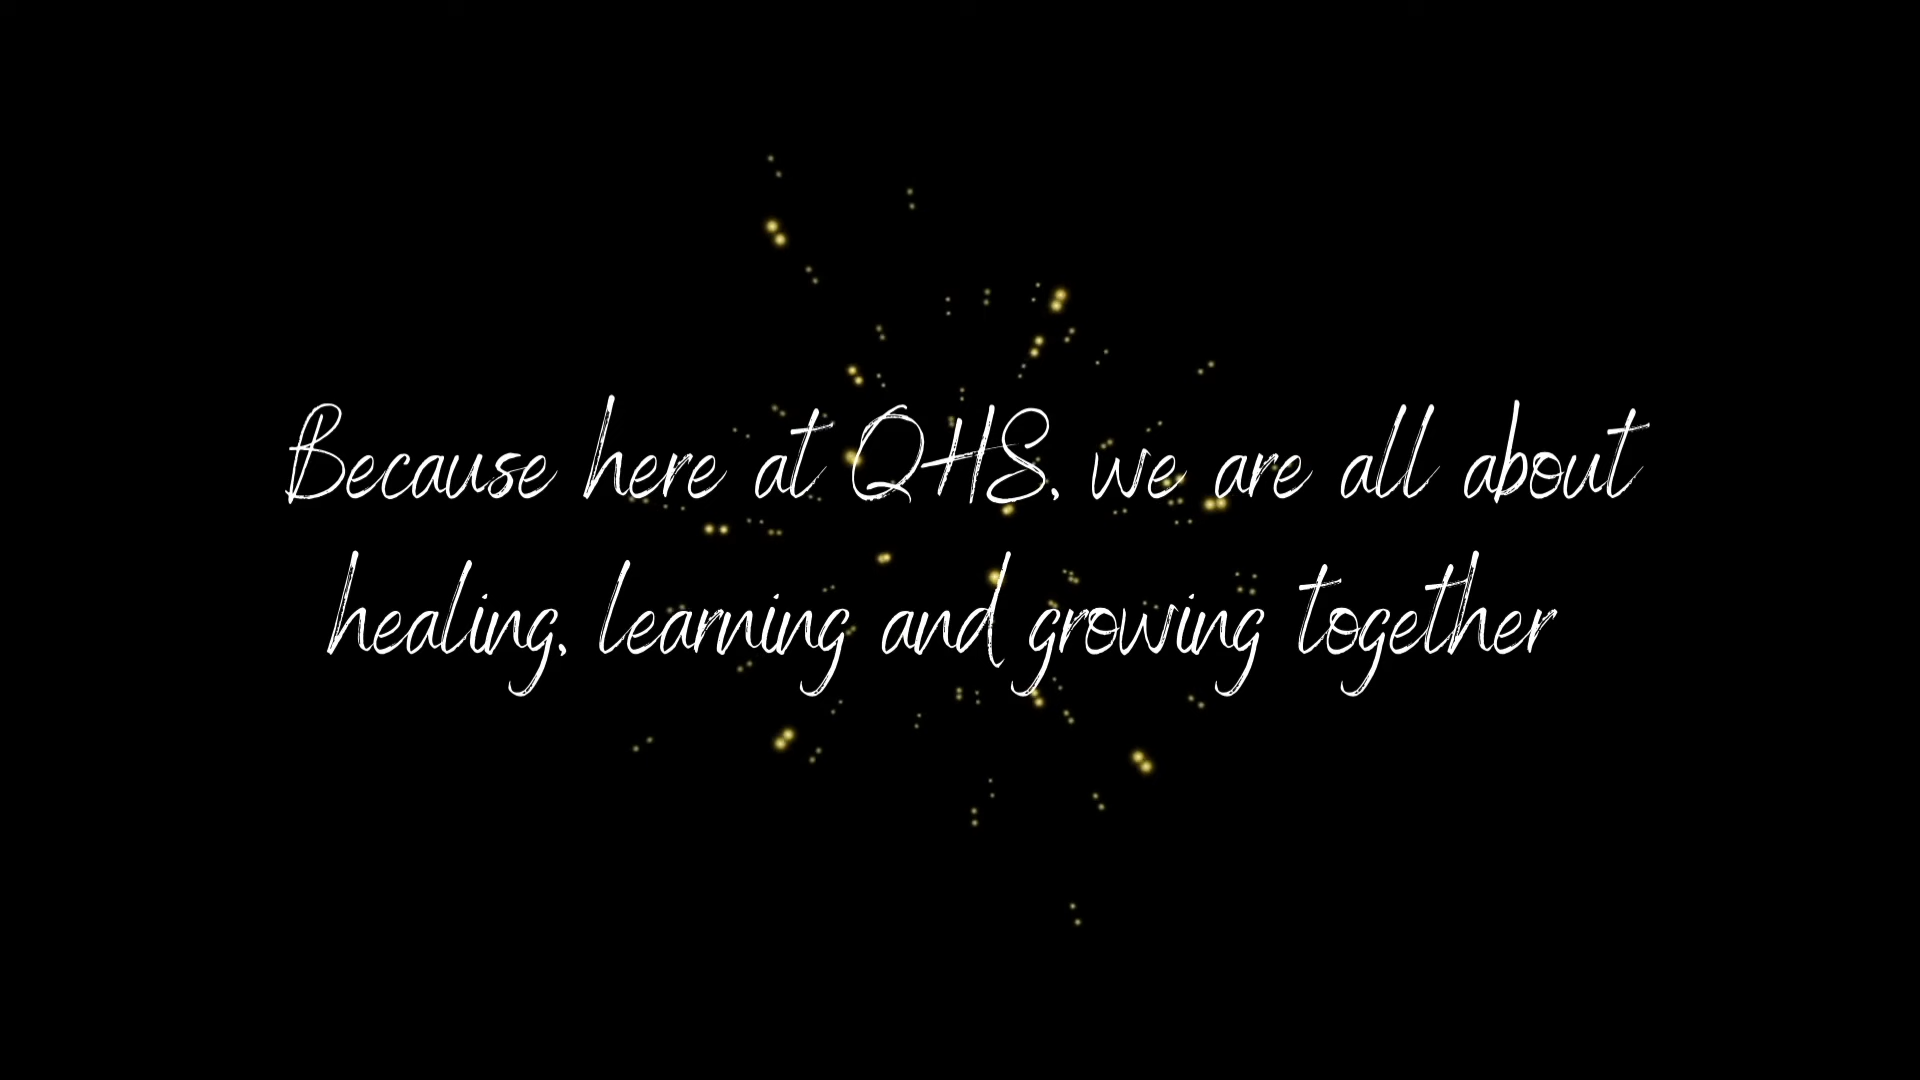 Because here at QHS, we are all about
healing, learning and growing together